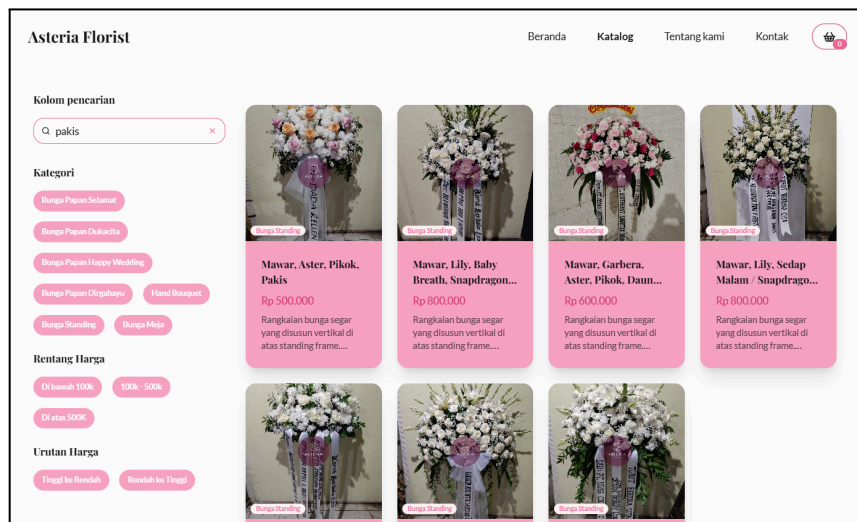 Asteria Florist
Beranda
Katalog
Tentang kami
Kontak
0
Kolom pencarian
pakis
Kategori
Bunga Papan Selamat
Bunga Papan Dukacita
Bunga Papan Happy Wedding
Bunga Papan Dirgahayu
Hand Bouquet
Bunga Standing
Bunga Meja
Rentang Harga
Di bawah 100k
100k - 500k
Di atas 500K
Urutan Harga
Tinggi ke Rendah
Rendah ke Tinggi
ASTERIA
Bunga Standing
Mawar, Aster, Pikok,
Pakis
Rp 500.000
Rangkaian bunga segar
yang disusun vertikal di
atas standing frame....
ASTERIA
Bunga Standing
Mawar, Lily, Baby
Breath, Snapdragon...
Rp 800.000
Rangkaian bunga segar
yang disusun vertikal di
atas standing frame....
ASTERIA
Bunga Standing
Mawar, Garbera,
Aster, Pikok, Daun...
Rp 600.000
Rangkaian bunga segar
yang disusun vertikal di
atas standing frame....
ASTERIA
Bunga Standing
Mawar, Lily, Sedap
Malam / Snapdrago...
Rp 800.000
Rangkaian bunga segar
yang disusun vertikal di
atas standing frame....
ASTERIA
Bunga Standing
ASTERIA
Bunga Standing
ASTERIA
Bunga Standing